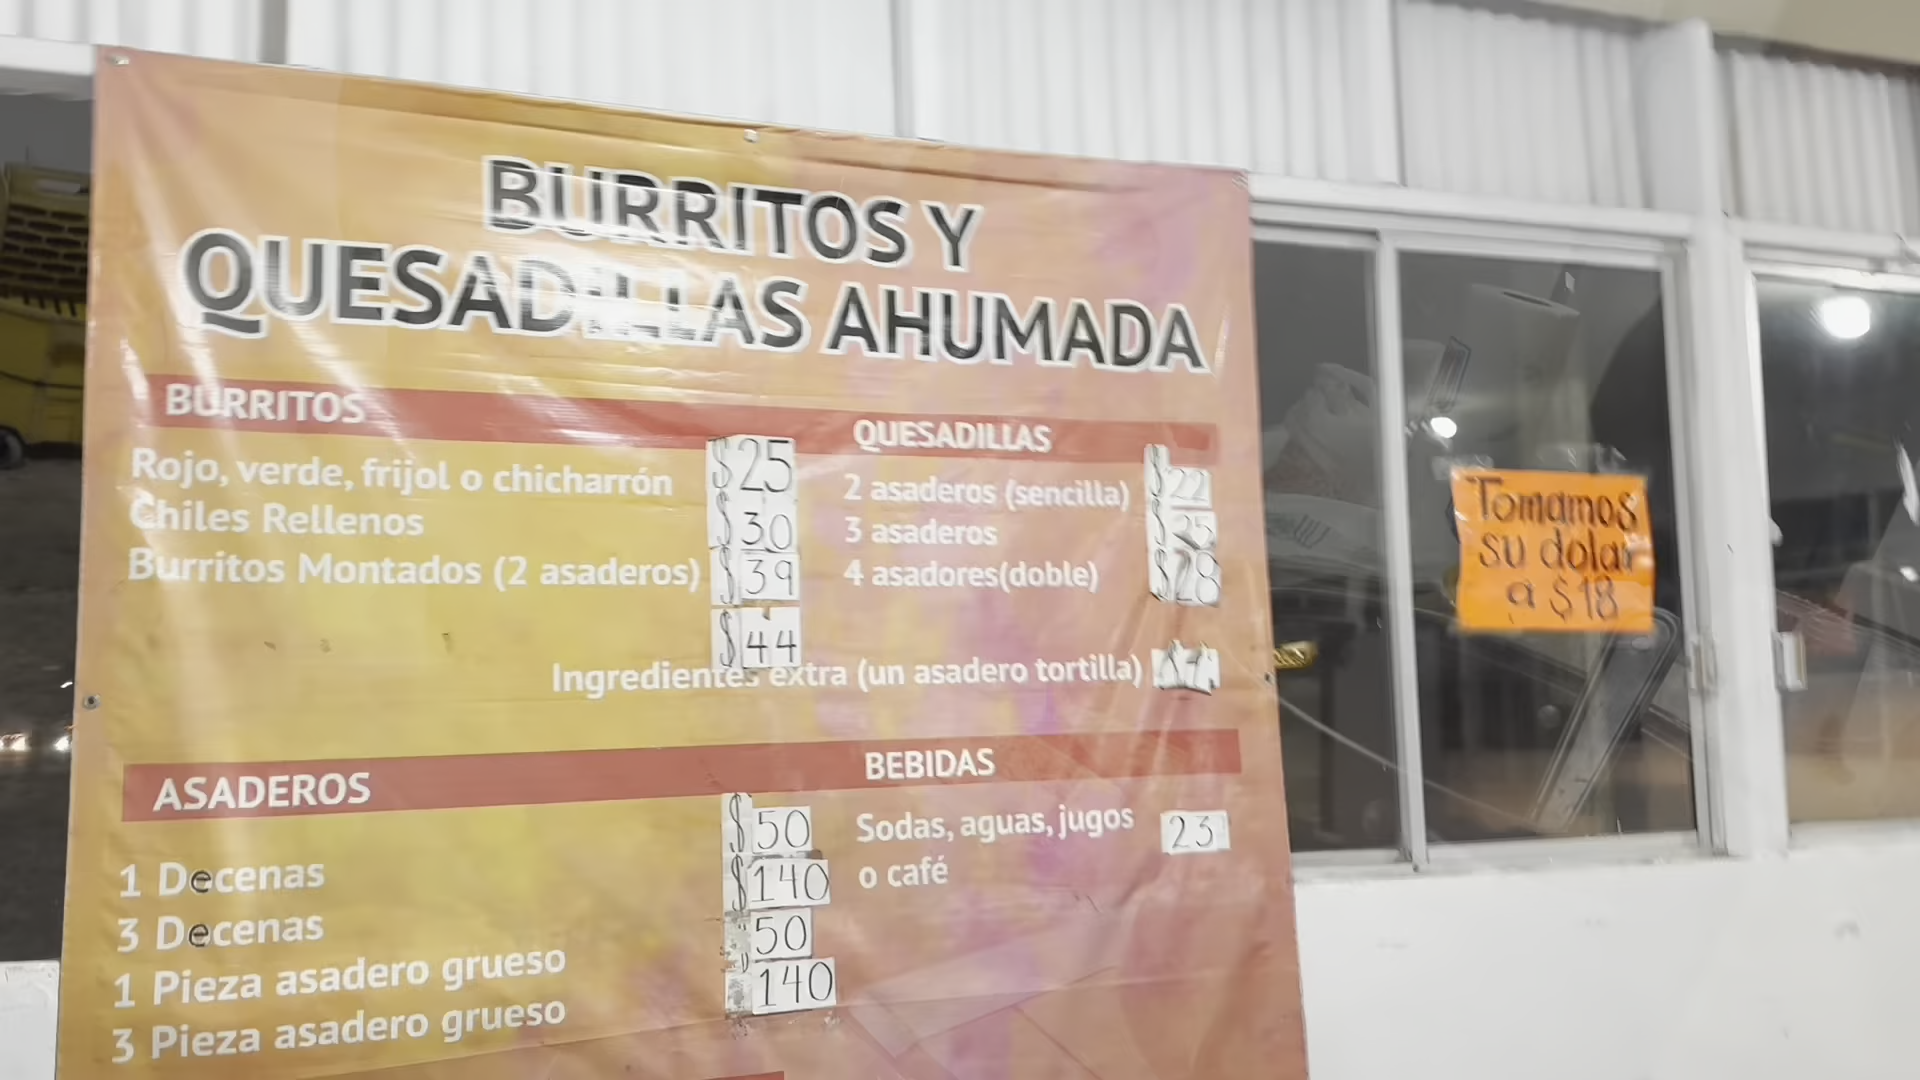 BURRITOS Y
QUESADILLAS AHUMADA
BURRITOS
Rojo, verde, frijol o chicharrón $25
Chiles Rellenos $30
Burritos Montados (2 asaderos) $39
$44
QUESADILLAS
2 asaderos (sencilla) $22
3 asaderos $25
4 asadores(doble) $28
Ingredientes extra (un asadero tortilla)
ASADEROS
1 Decenas $50
3 Decenas $140
1 Pieza asadero grueso 50
3 Pieza asadero grueso 140
BEBIDAS
Sodas, aguas, jugos 23
o café
Tomamos
su dolar
a $18